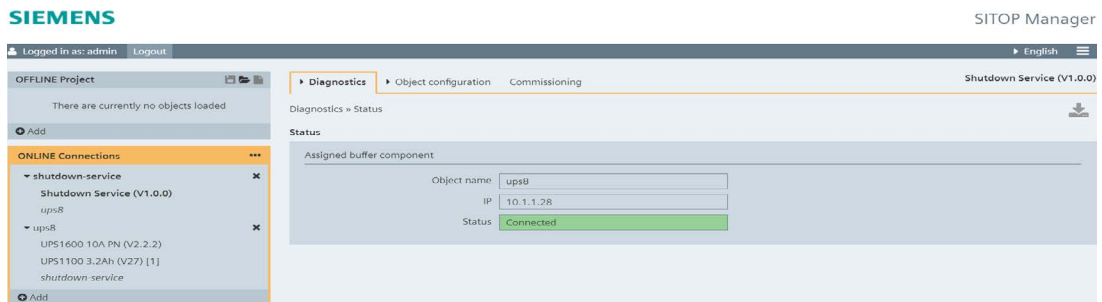 SIEMENS
SITOP Manager
Logged in as: admin Logout
English
OFFLINE Project
There are currently no objects loaded
Add
ONLINE Connections
shutdown-service
Shutdown Service (V1.0.0)
ups8
ups8
UPS1600 10A PN (V2.2.2)
UPS1100 3.2Ah (V27) [1]
shutdown-service
Add
Diagnostics Object configuration Commissioning
Shutdown Service (V1.0.0)
Diagnostics » Status
Status
Assigned buffer component
Object name ups8
IP 10.1.1.28
Status Connected